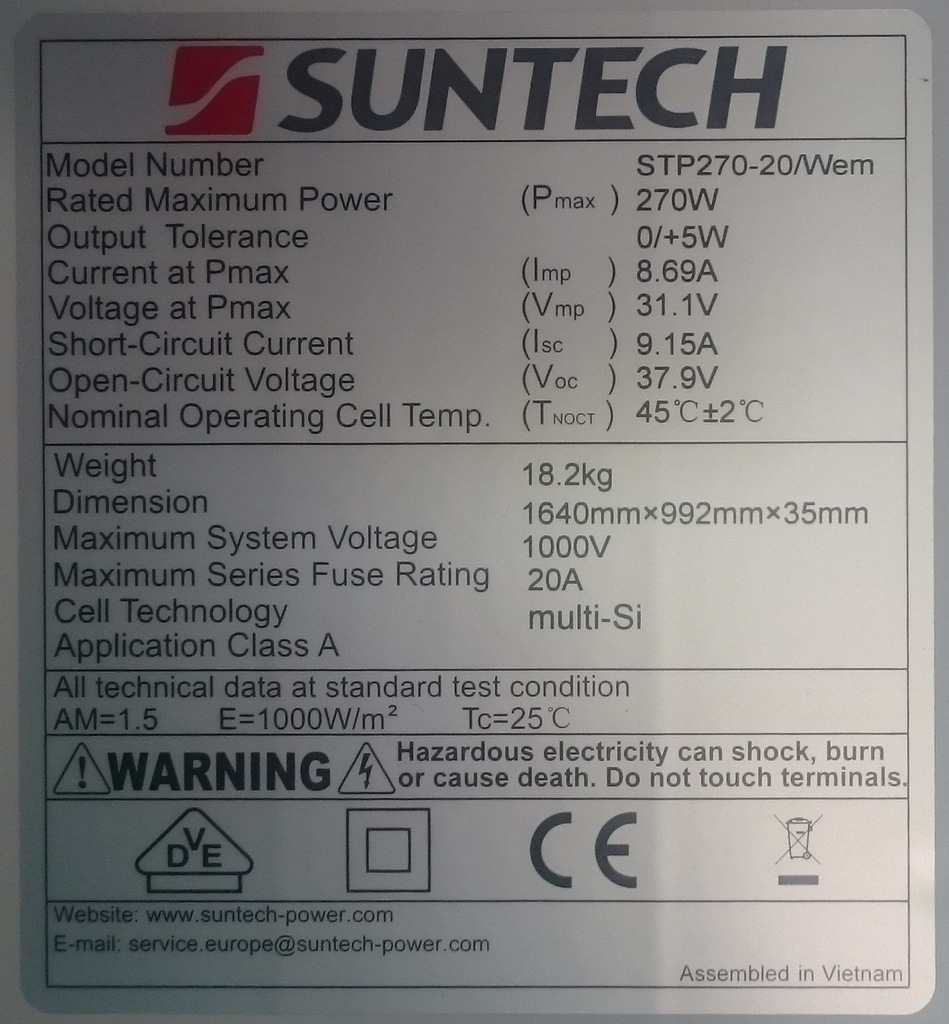 SUNTECH
Model Number STP270-20/Wem
Rated Maximum Power (Pmax) 270W
Output Tolerance 0/+5W
Current at Pmax (Imp) 8.69A
Voltage at Pmax (Vmp) 31.1V
Short-Circuit Current (Isc) 9.15A
Open-Circuit Voltage (Voc) 37.9V
Nominal Operating Cell Temp. (TNOCT) 45℃±2℃
Weight 18.2kg
Dimension 1640mm×992mm×35mm
Maximum System Voltage 1000V
Maximum Series Fuse Rating 20A
Cell Technology multi-Si
Application Class A
All technical data at standard test condition
AM=1.5 E=1000W/m² Tc=25℃
WARNING Hazardous electricity can shock, burn
or cause death. Do not touch terminals.
DVE CE
Website: www.suntech-power.com
E-mail: service.europe@suntech-power.com
Assembled in Vietnam